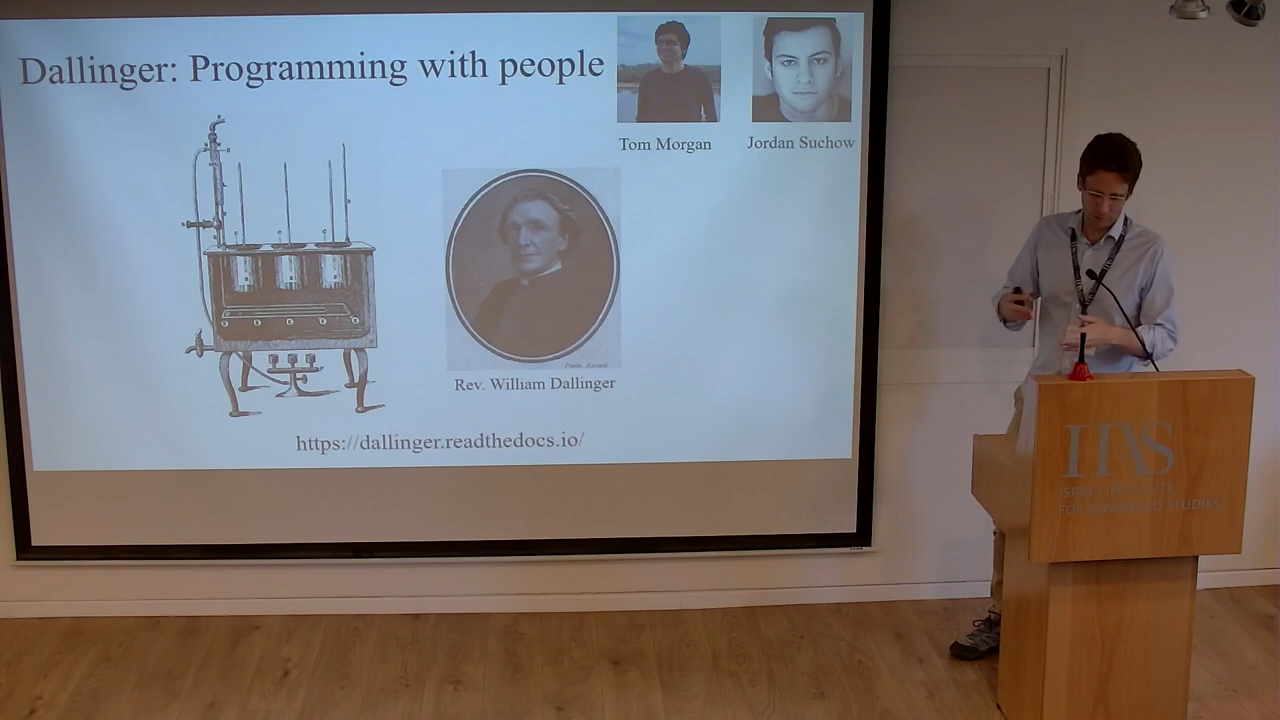 Dallinger: Programming with people
Tom Morgan
Jordan Suchow
Rev. William Dallinger
https://dallinger.readthedocs.io/
IIAS
ISRAEL INSTITUTE
FOR ADVANCED STUDIES